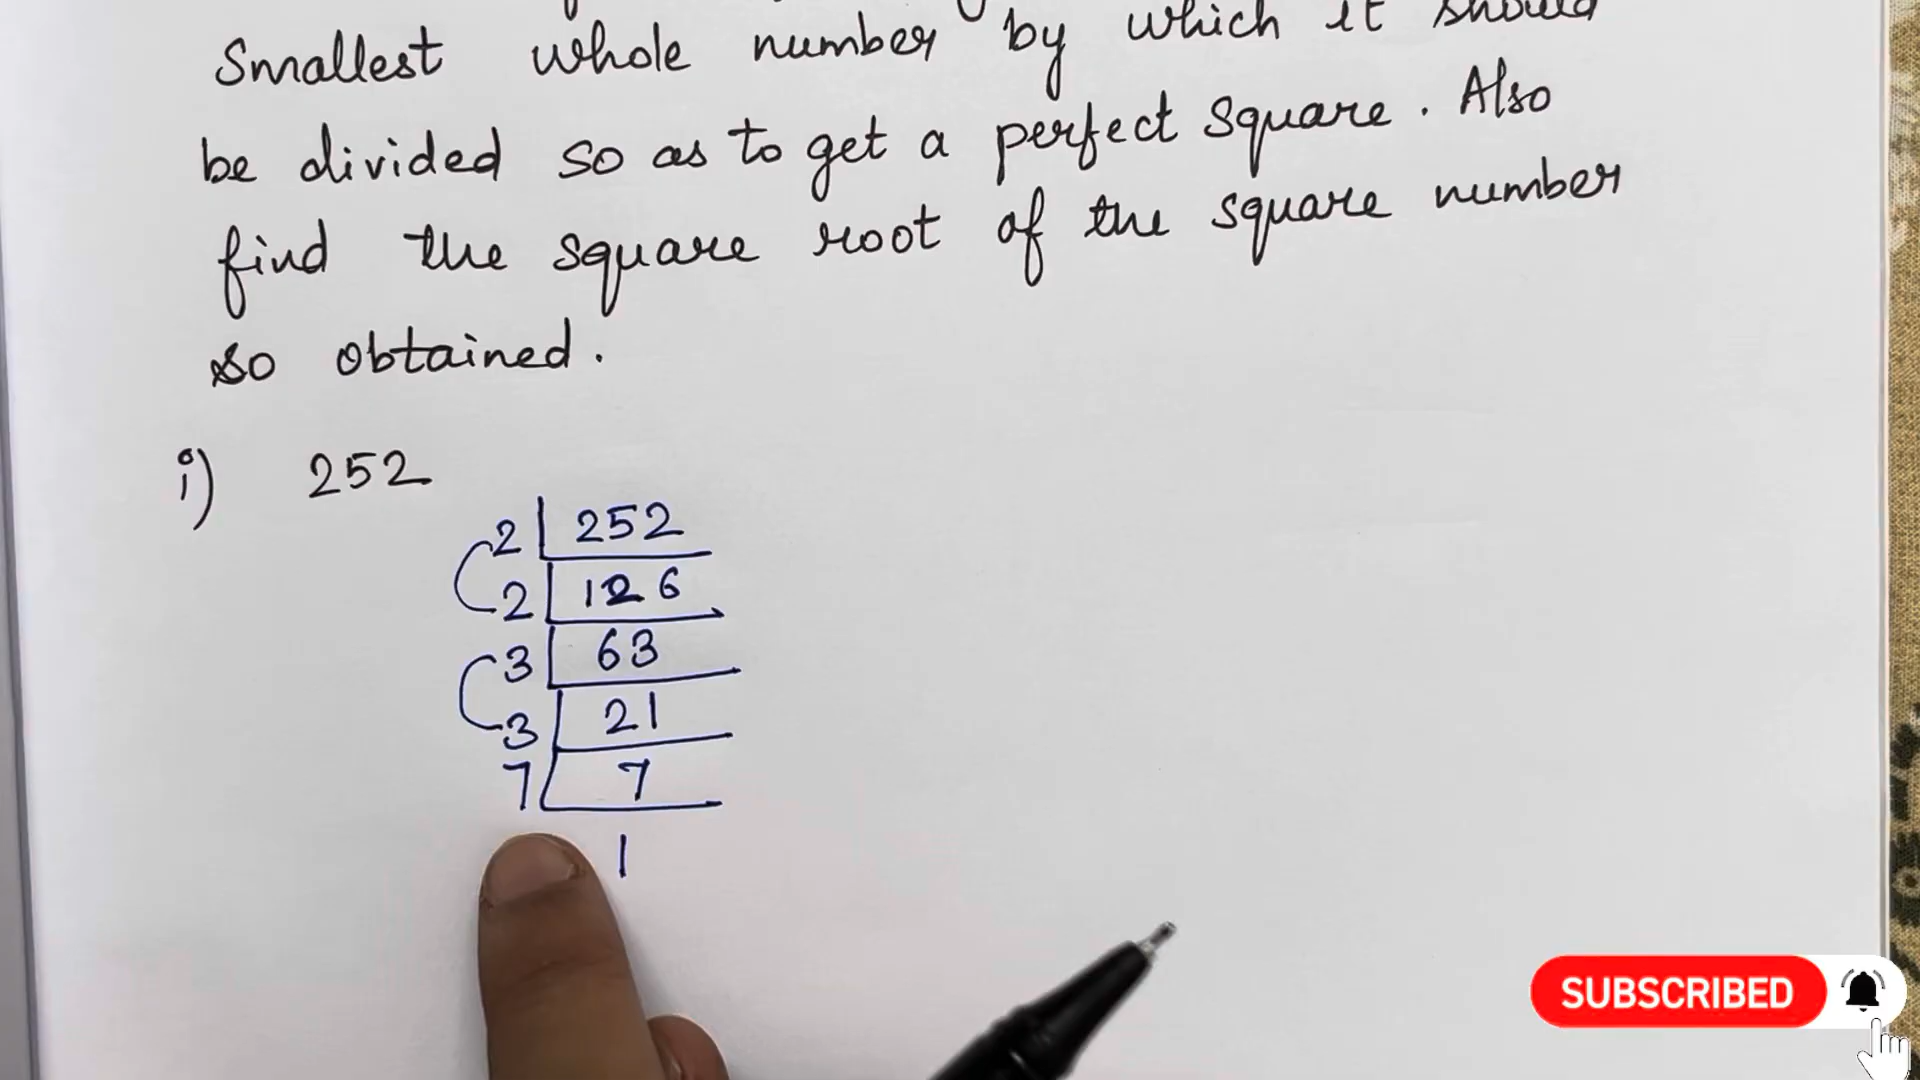 Smallest whole number by which it should
be divided so as to get a perfect square. Also
find the square root of the square number
so obtained.
i) 252
2 252
2 126
3 63
3 21
7 7
1
SUBSCRIBED